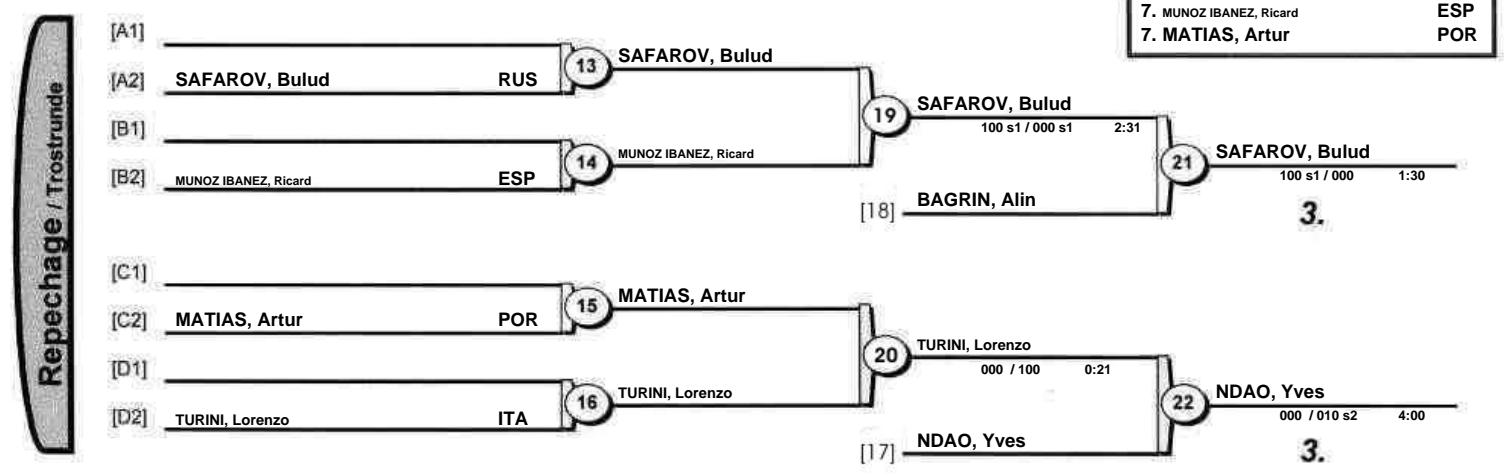 7. MUNOZ IBANEZ, Ricard ESP
7. MATIAS, Artur POR
Repechage / Trostrunde
[A1]
[A2] SAFAROV, Bulud RUS
13 SAFAROV, Bulud
[B1]
[B2] MUNOZ IBANEZ, Ricard ESP
14 MUNOZ IBANEZ, Ricard
19 SAFAROV, Bulud
100 s1 / 000 s1 2:31
[18] BAGRIN, Alin
21 SAFAROV, Bulud
100 s1 / 000 1:30
3.
[C1]
[C2] MATIAS, Artur POR
15 MATIAS, Artur
[D1]
[D2] TURINI, Lorenzo ITA
16 TURINI, Lorenzo
20 TURINI, Lorenzo
000 / 100 0:21
[17] NDAO, Yves
22 NDAO, Yves
000 / 010 s2 4:00
3.